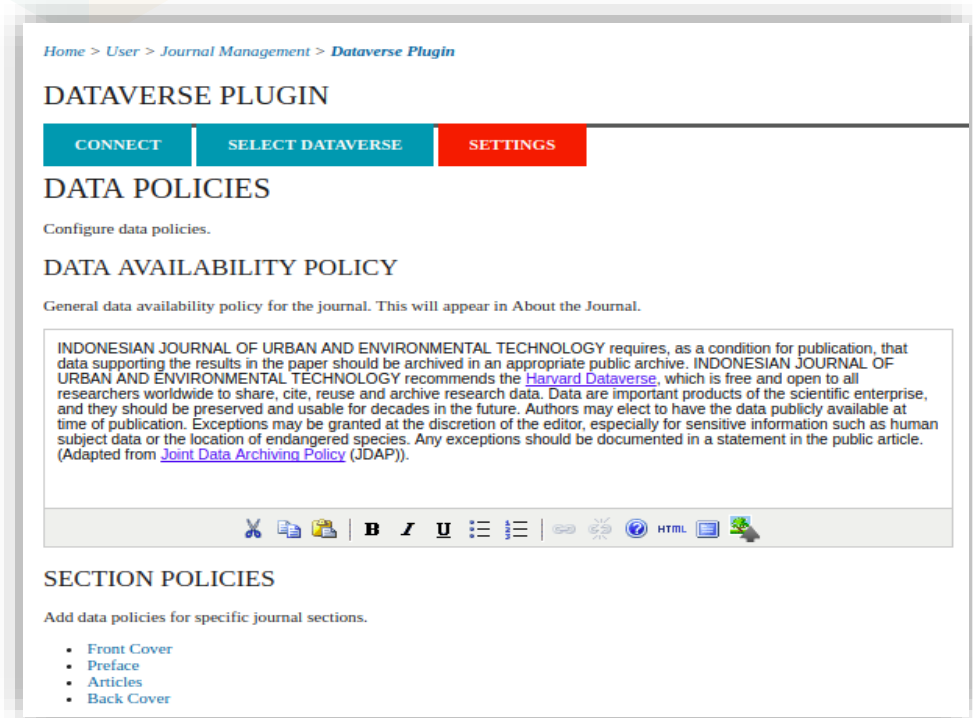 Home > User > Journal Management > Dataverse Plugin
DATAVERSE PLUGIN
CONNECT SELECT DATAVERSE SETTINGS
DATA POLICIES
Configure data policies.
DATA AVAILABILITY POLICY
General data availability policy for the journal. This will appear in About the Journal.
INDONESIAN JOURNAL OF URBAN AND ENVIRONMENTAL TECHNOLOGY requires, as a condition for publication, that
data supporting the results in the paper should be archived in an appropriate public archive. INDONESIAN JOURNAL OF
URBAN AND ENVIRONMENTAL TECHNOLOGY recommends the Harvard Dataverse, which is free and open to all
researchers worldwide to share, cite, reuse and archive research data. Data are important products of the scientific enterprise,
and they should be preserved and usable for decades in the future. Authors may elect to have the data publicly available at
time of publication. Exceptions may be granted at the discretion of the editor, especially for sensitive information such as human
subject data or the location of endangered species. Any exceptions should be documented in a statement in the public article.
(Adapted from Joint Data Archiving Policy (JDAP)).
B I U HTML
SECTION POLICIES
Add data policies for specific journal sections.
• Front Cover
• Preface
• Articles
• Back Cover